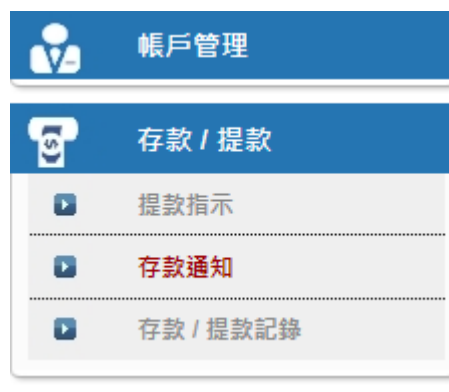 帳戶管理
存款 / 提款
提款指示
存款通知
存款 / 提款記錄